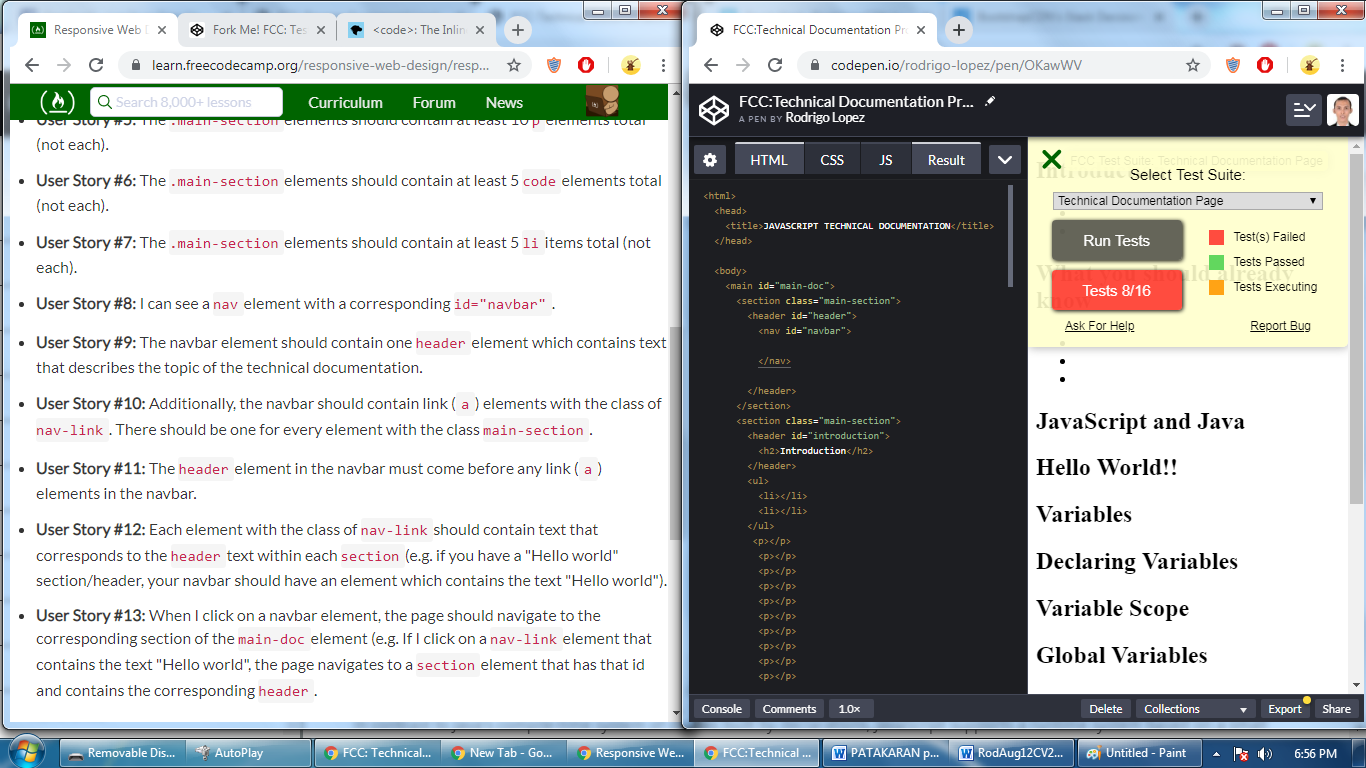 Responsive Web D
Fork Me! FCC: Tes
<code>: The Inlin
learn.freecodecamp.org/responsive-web-design/resp...
Search 8,000+ lessons
Curriculum
Forum
News
User Story #5: The .main-section elements should contain at least 10 p elements total
(not each).
User Story #6: The .main-section elements should contain at least 5 code elements total
(not each).
User Story #7: The .main-section elements should contain at least 5 li items total (not
each).
User Story #8: I can see a nav element with a corresponding id="navbar" .
User Story #9: The navbar element should contain one header element which contains text
that describes the topic of the technical documentation.
User Story #10: Additionally, the navbar should contain link ( a ) elements with the class of
nav-link . There should be one for every element with the class main-section .
User Story #11: The header element in the navbar must come before any link ( a )
elements in the navbar.
User Story #12: Each element with the class of nav-link should contain text that
corresponds to the header text within each section (e.g. if you have a "Hello world"
section/header, your navbar should have an element which contains the text "Hello world").
User Story #13: When I click on a navbar element, the page should navigate to the
corresponding section of the main-doc element (e.g. If I click on a nav-link element that
contains the text "Hello world", the page navigates to a section element that has that id
and contains the corresponding header .
FCC:Technical Documentation Pro
codepen.io/rodrigo-lopez/pen/OKawWV
FCC:Technical Documentation Pr...
A PEN BY Rodrigo Lopez
HTML
CSS
JS
Result
<html>
<head>
<title>JAVASCRIPT TECHNICAL DOCUMENTATION</title>
</head>
<body>
<main id="main-doc">
<section class="main-section">
<header id="header">
<nav id="navbar">
</nav>
</header>
</section>
<section class="main-section">
<header id="introduction">
<h2>Introduction</h2>
</header>
<ul>
<li></li>
<li></li>
</ul>
<p></p>
<p></p>
<p></p>
<p></p>
<p></p>
<p></p>
<p></p>
<p></p>
<p></p>
<p></p>
FCC Test Suite: Technical Documentation Page
Select Test Suite:
Technical Documentation Page
Run Tests
Test(s) Failed
Tests Passed
What you should already
know
Tests 8/16
Tests Executing
Ask For Help
Report Bug
JavaScript and Java
Hello World!!
Variables
Declaring Variables
Variable Scope
Global Variables
Console
Comments
1.0×
Delete
Collections
Export
Share
Removable Dis...
AutoPlay
FCC: Technical...
New Tab - Go...
Responsive We...
FCC:Technical ...
PATAKARAN p...
RodAug12CV2...
Untitled - Paint
6:56 PM